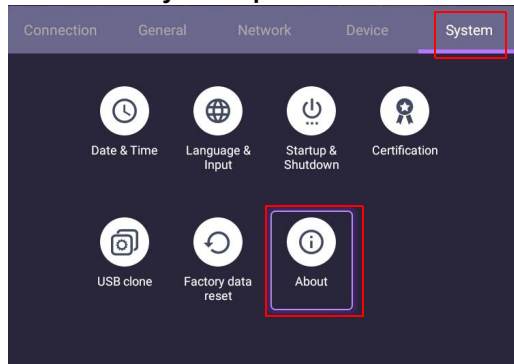 Connection General Network Device System
Date & Time Language & Input Startup & Shutdown Certification
USB clone Factory data reset About